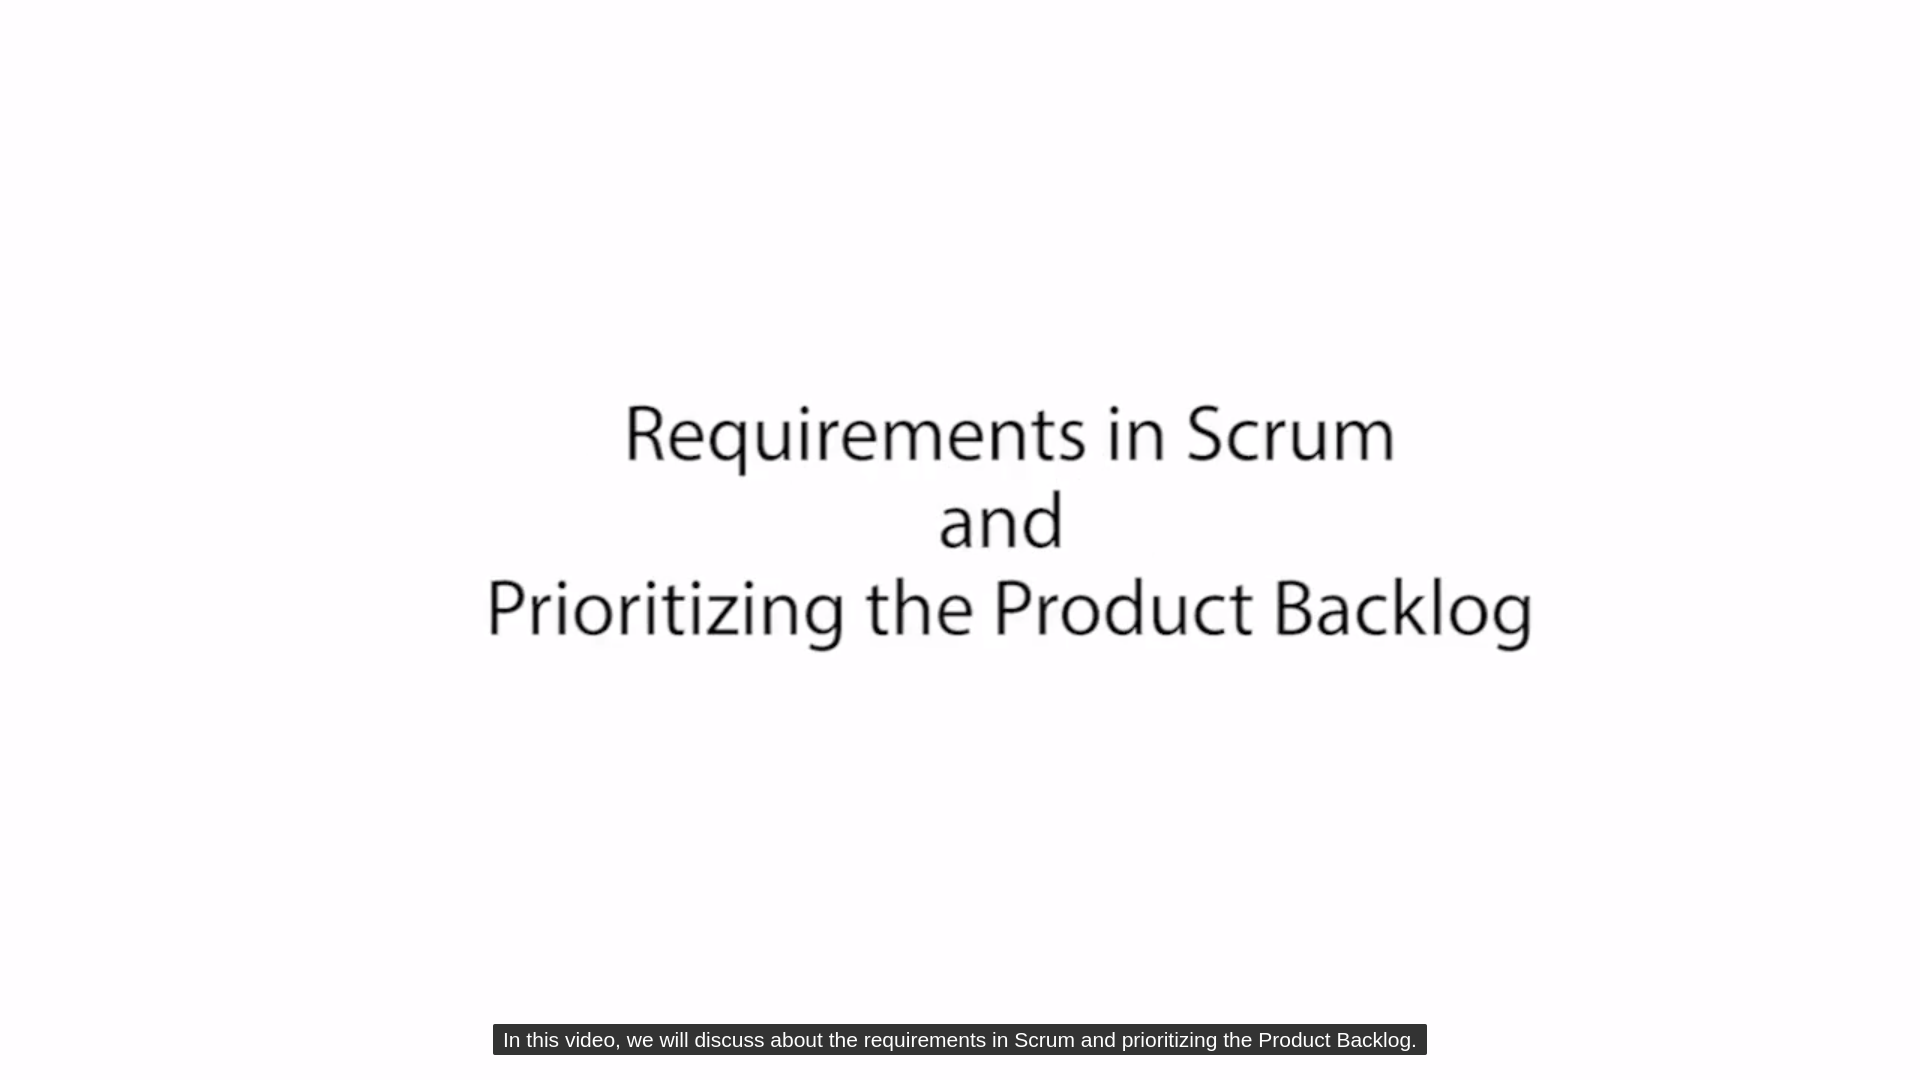 Requirements in Scrum
and
Prioritizing the Product Backlog
In this video, we will discuss about the requirements in Scrum and prioritizing the Product Backlog.